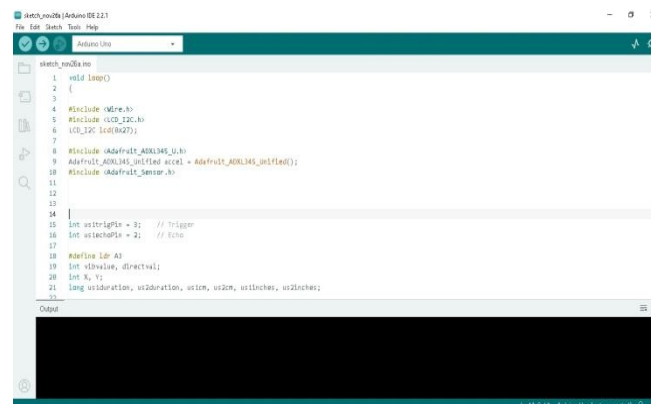 sketch_nov26a | Arduino IDE 2.2.1
File Edit Sketch Tools Help
Arduino Uno
sketch_nov26a.ino
1 void loop()
2 {
3
4 #include <Wire.h>
5 #include <LCD_I2C.h>
6 LCD_I2C lcd(0x27);
7
8 #include <Adafruit_ADXL345_U.h>
9 Adafruit_ADXL345_Unified accel = Adafruit_ADXL345_Unified();
10 #include <Adafruit_Sensor.h>
11
12
13
14
15 int us1trigPin = 3; // Trigger
16 int us1echoPin = 2; // Echo
17
18 #define ldr A3
19 int vibvalue, directval;
20 int X, Y;
21 long us1duration, us2duration, us1cm, us2cm, us1inches, us2inches;
22
Output